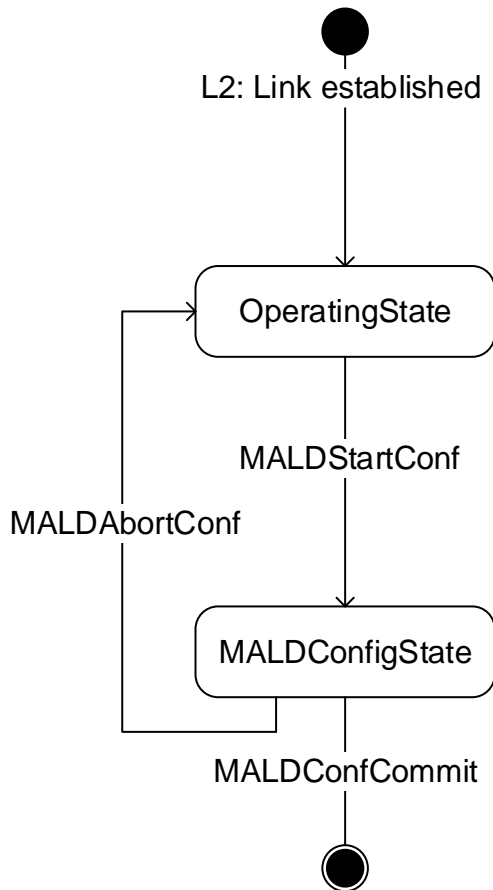 L2: Link established
OperatingState
MALDStartConf
MALDAbortConf
MALDConfigState
MALDConfCommit